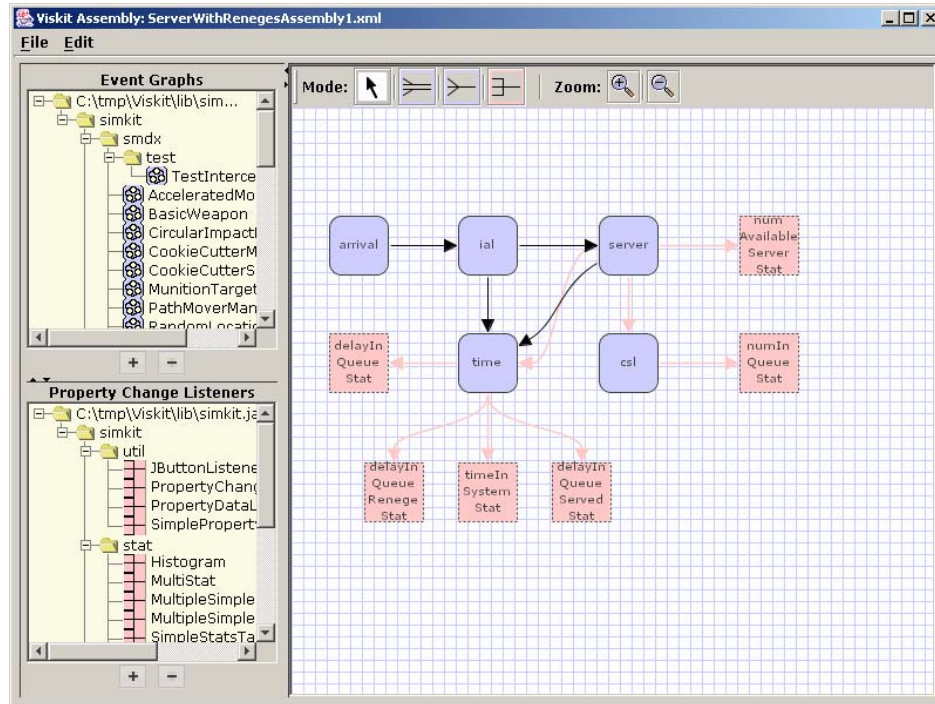 Viskit Assembly: ServerWithRenegesAssembly1.xml
File Edit
Event Graphs
C:\tmp\Viskit\lib\sim...
simkit
smdx
test
TestInterce
AcceleratedMo
BasicWeapon
CircularImpact
CookieCutterM
CookieCutterS
MunitionTarget
PathMoverMan
RandomLocatio
+ -
Property Change Listeners
C:\tmp\Viskit\lib\simkit.ja
simkit
util
JButtonListene
PropertyChang
PropertyDataL
SimpleProperty
stat
Histogram
MultiStat
MultipleSimple
MultipleSimple
SimpleStatsTa
+ -
Mode:
Zoom:
arrival
ial
server
num
Available
Server
Stat
delayIn
Queue
Stat
time
csl
numIn
Queue
Stat
delayIn
Queue
Renege
Stat
timeIn
System
Stat
delayIn
Queue
Served
Stat